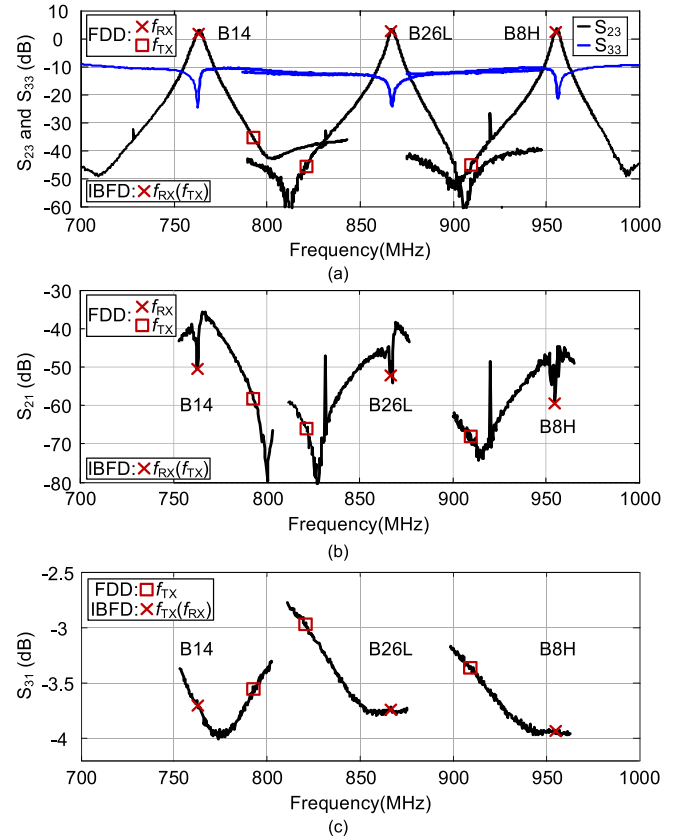 S23 and S33 (dB)
10
0
-10
-20
-30
-40
-50
-60
FDD: × fRX
□ fTX
B14
B26L
B8H
S23
S33
IBFD: × fRX(fTX)
700 750 800 850 900 950 1000
Frequency(MHz)
(a)
S21 (dB)
-30
-40
-50
-60
-70
-80
FDD: × fRX
□ fTX
B14
B26L
B8H
IBFD: × fRX(fTX)
700 750 800 850 900 950 1000
Frequency(MHz)
(b)
S31 (dB)
-2.5
-3
-3.5
-4
FDD: □ fTX
IBFD: × fTX(fRX)
B14
B26L
B8H
700 750 800 850 900 950 1000
Frequency(MHz)
(c)